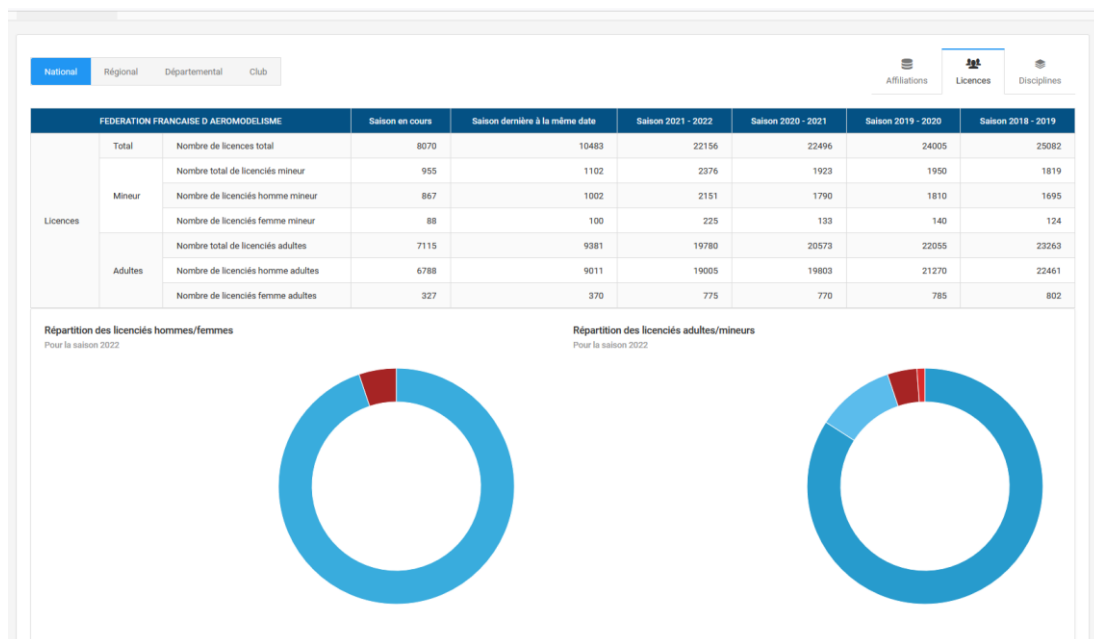 National Régional Départemental Club
Affiliations Licences Disciplines
FEDERATION FRANCAISE D AEROMODELISME Saison en cours Saison dernière à la même date Saison 2021 - 2022 Saison 2020 - 2021 Saison 2019 - 2020 Saison 2018 - 2019
Total Nombre de licences total 8070 10483 22156 22496 24005 25082
Nombre total de licenciés mineur 955 1102 2376 1923 1950 1819
Mineur Nombre de licenciés homme mineur 867 1002 2151 1790 1810 1695
Licences Nombre de licenciés femme mineur 88 100 225 133 140 124
Nombre total de licenciés adultes 7115 9381 19780 20573 22055 23263
Adultes Nombre de licenciés homme adultes 6788 9011 19005 19803 21270 22461
Nombre de licenciés femme adultes 327 370 775 770 785 802
Répartition des licenciés hommes/femmes Répartition des licenciés adultes/mineurs
Pour la saison 2022 Pour la saison 2022